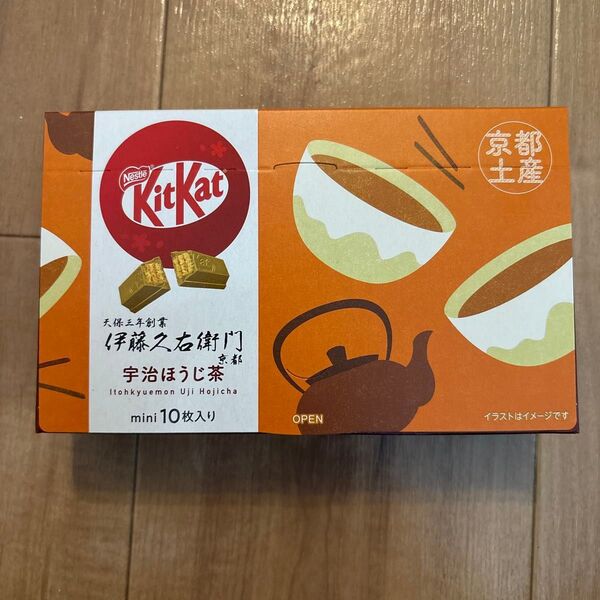 Nestlé
KitKat
天保三年創業
伊藤久右衛門
京都
宇治ほうじ茶
Itohkyuemon Uji Hojicha
mini 10枚入り
OPEN
京都
土産
イラストはイメージです